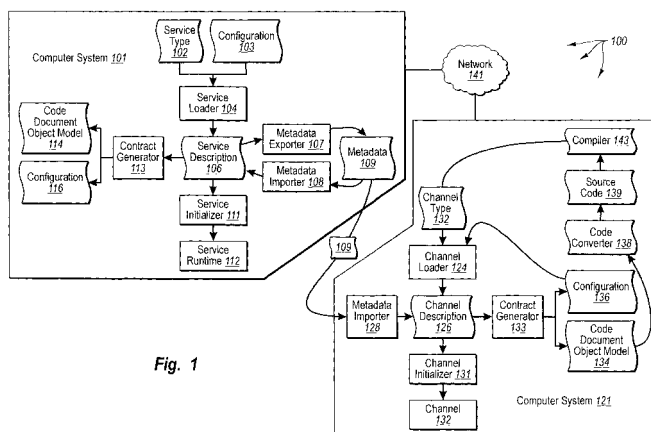 Service
Type
102
Configuration
103
100
Computer System 101
Network
141
Service
Loader 104
Code
Document
Object Model
114
Contract
Generator
113
Service
Description
106
Metadata
Exporter 107
Metadata
109
Metadata
Importer 108
Configuration
116
Service
Initializer 111
Service
Runtime 112
109
Compiler 143
Channel
Type
132
Source
Code 139
Code
Converter 138
Channel
Loader 124
Configuration
136
Metadata
Importer
128
Channel
Description
126
Contract
Generator
133
Code
Document
Object Model
134
Channel
Initializer 131
Channel
132
Computer System 121
Fig. 1